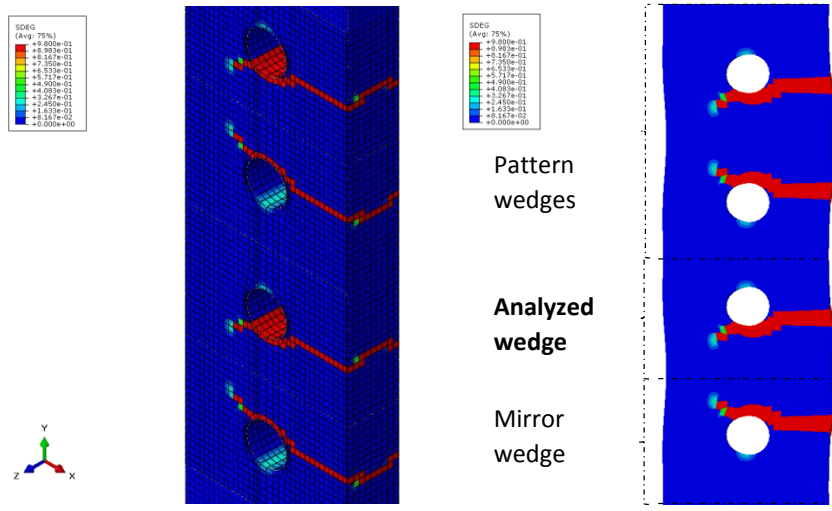 SDEG
(Avg: 75%)
+9.800e-01
+8.983e-01
+8.167e-01
+7.350e-01
+6.533e-01
+5.717e-01
+4.900e-01
+4.083e-01
+3.267e-01
+2.450e-01
+1.633e-01
+8.167e-02
+0.000e+00
Y
Z
X
SDEG
(Avg: 75%)
+9.800e-01
+8.983e-01
+8.167e-01
+7.350e-01
+6.533e-01
+5.717e-01
+4.900e-01
+4.083e-01
+3.267e-01
+2.450e-01
+1.633e-01
+8.167e-02
+0.000e+00
Pattern
wedges
Analyzed
wedge
Mirror
wedge